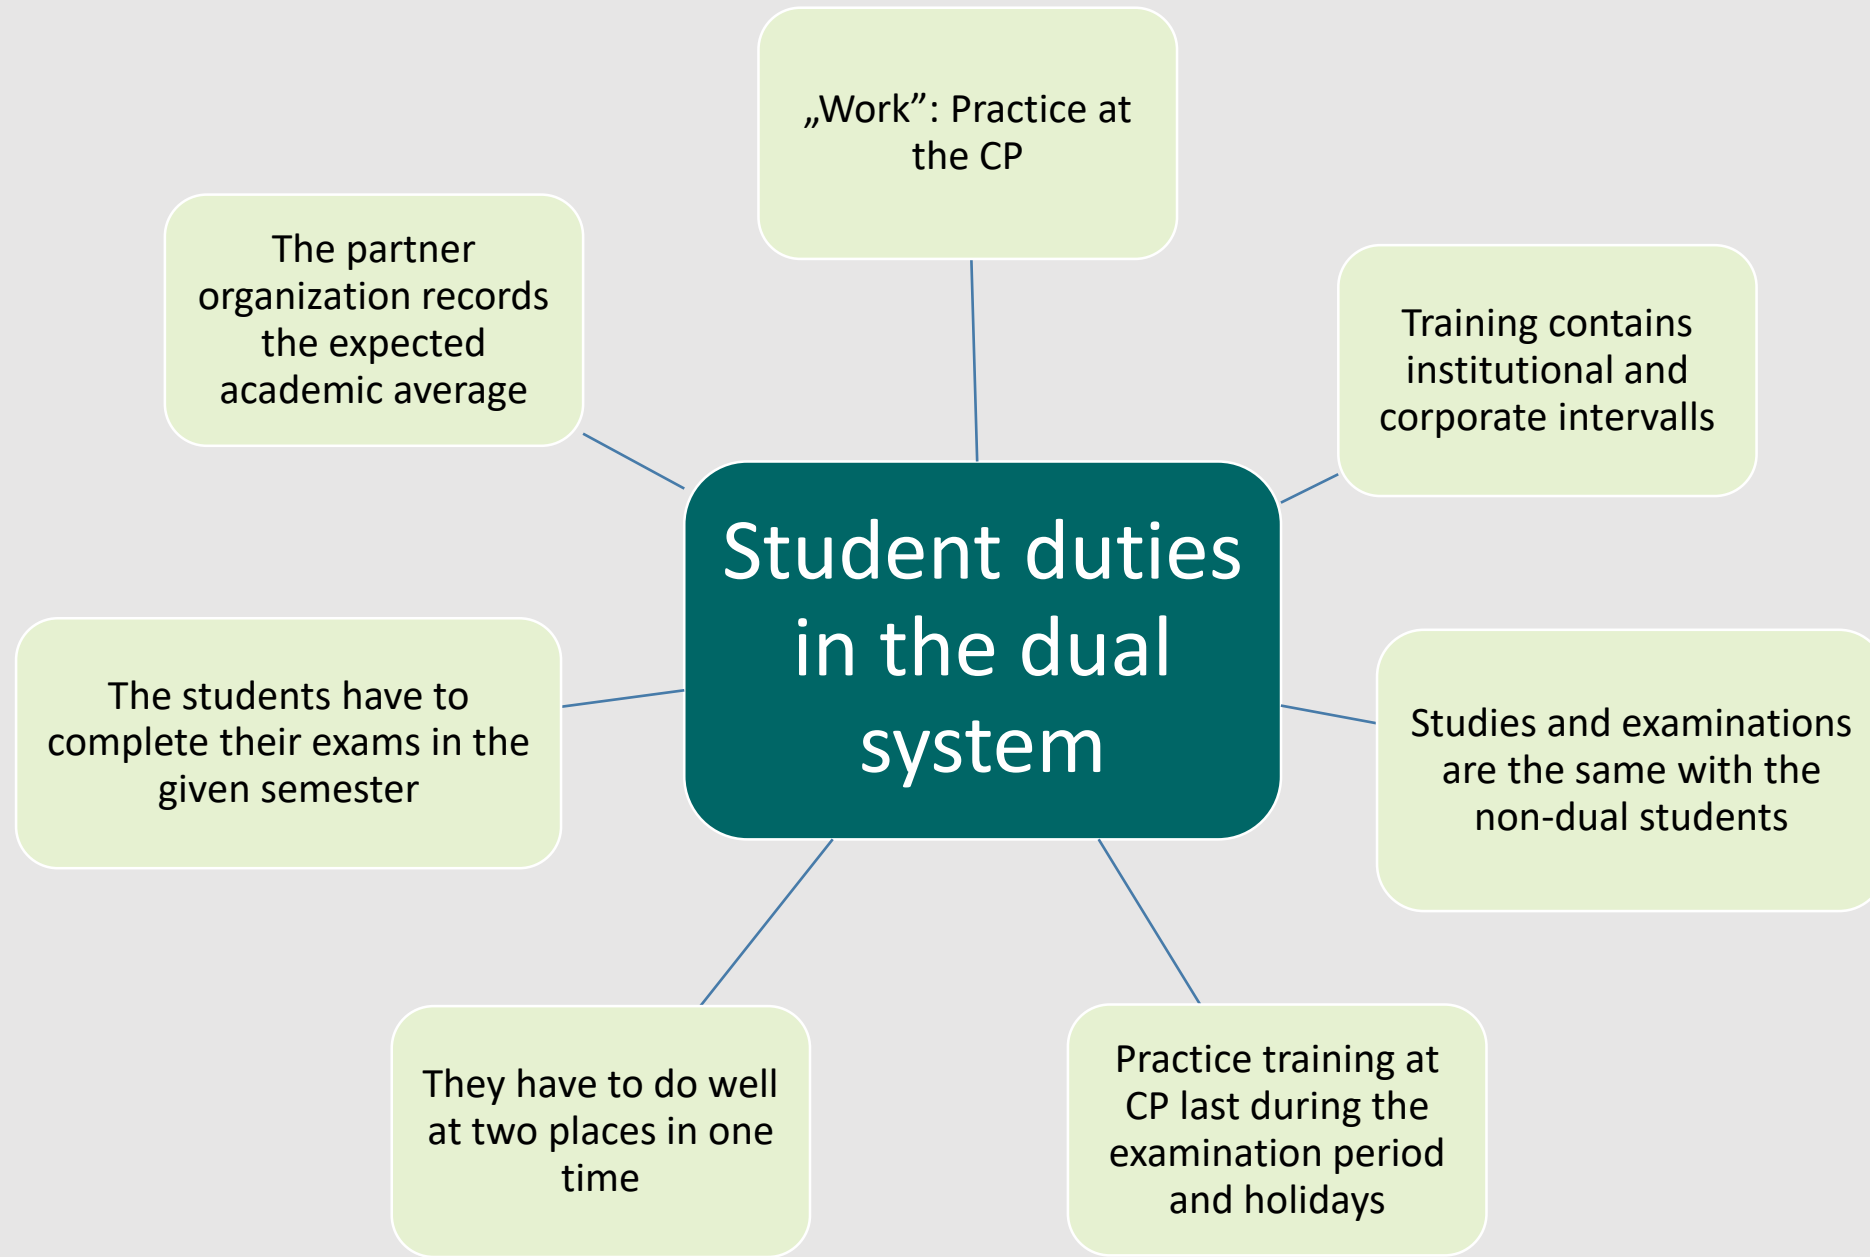 „Work”: Practice at
the CP
The partner
organization records
the expected
academic average
Training contains
institutional and
corporate intervalls
Student duties
in the dual
system
The students have to
complete their exams in the
given semester
Studies and examinations
are the same with the
non-dual students
They have to do well
at two places in one
time
Practice training at
CP last during the
examination period
and holidays